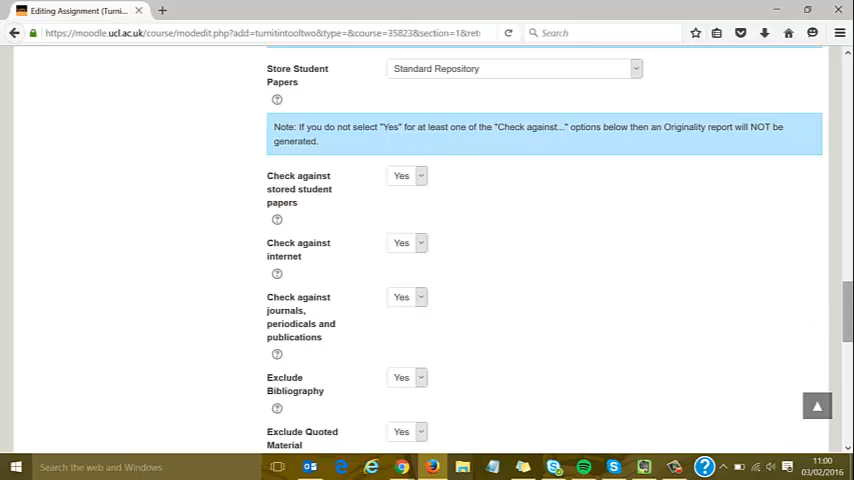 Editing Assignment (Turni...
https://moodle.ucl.ac.uk/course/modedit.php?add=turnitintooltwo&type=&course=35823&section=1&ret
Search
Store Student
Papers
Standard Repository
Note: If you do not select "Yes" for at least one of the "Check against..." options below then an Originality report will NOT be
generated.
Check against
stored student
papers
Yes
Check against
internet
Yes
Check against
journals,
periodicals and
publications
Yes
Exclude
Bibliography
Yes
Exclude Quoted
Material
Yes
Search the web and Windows
11:00
03/02/2016